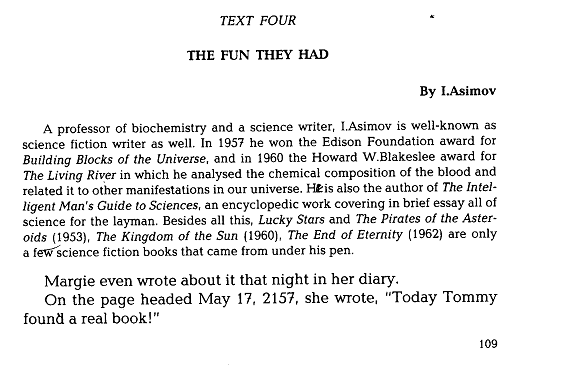 TEXT FOUR
THE FUN THEY HAD
By I.Asimov
A professor of biochemistry and a science writer, I.Asimov is well-known as
science fiction writer as well. In 1957 he won the Edison Foundation award for
Building Blocks of the Universe, and in 1960 the Howard W.Blakeslee award for
The Living River in which he analysed the chemical composition of the blood and
related it to other manifestations in our universe. He is also the author of The Intel-
ligent Man's Guide to Sciences, an encyclopedic work covering in brief essay all of
science for the layman. Besides all this, Lucky Stars and The Pirates of the Aster-
oids (1953), The Kingdom of the Sun (1960), The End of Eternity (1962) are only
a few science fiction books that came from under his pen.
Margie even wrote about it that night in her diary.
On the page headed May 17, 2157, she wrote, "Today Tommy
found a real book!"
109